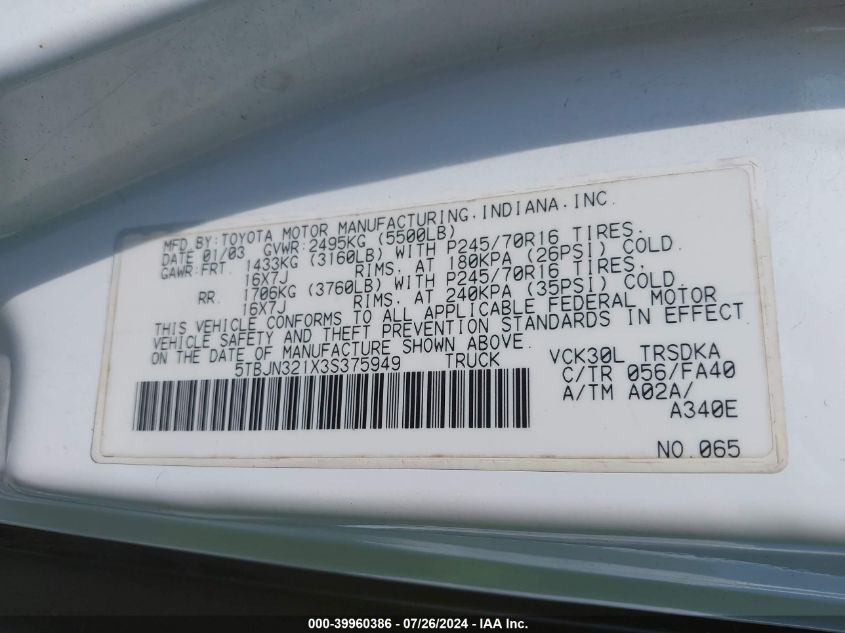 MFD.BY:TOYOTA MOTOR MANUFACTURING,INDIANA,INC.
DATE 01/03 GVWR:2495KG (5500LB)
GAWR:FRT. 1433KG (3160LB) WITH P245/70R16 TIRES.
16X7J RIMS, AT 180KPA (26PSI) COLD.
RR. 1706KG (3760LB) WITH P245/70R16 TIRES.
16X7J RIMS, AT 240KPA (35PSI) COLD.
THIS VEHICLE CONFORMS TO ALL APPLICABLE FEDERAL MOTOR
VEHICLE SAFETY AND THEFT PREVENTION STANDARDS IN EFFECT
ON THE DATE OF MANUFACTURE SHOWN ABOVE.
5TBJN321X3S375949 TRUCK
VCK30L TRSDKA
C/TR 056/FA40
A/TM A02A/
A340E
NO.065
000-39960386 - 07/26/2024 - IAA Inc.